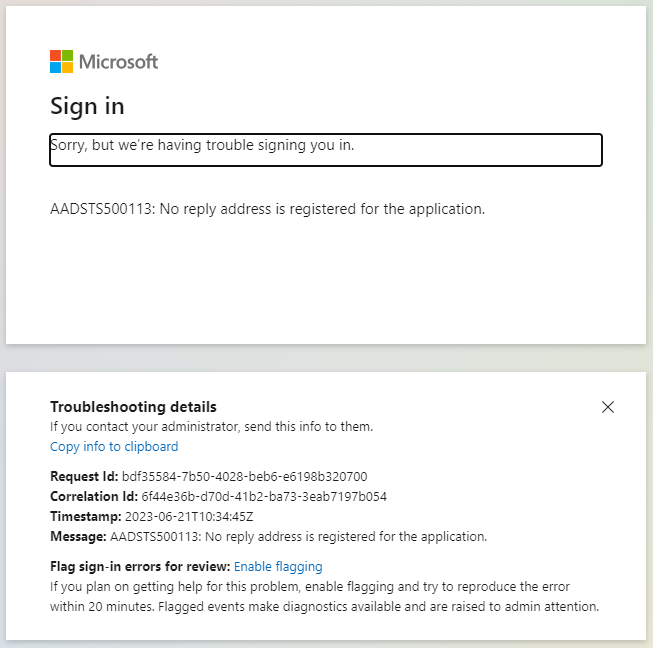 Microsoft
Sign in
Sorry, but we're having trouble signing you in.
AADSTS500113: No reply address is registered for the application.
Troubleshooting details
If you contact your administrator, send this info to them.
Copy info to clipboard
Request Id: bdf35584-7b50-4028-beb6-e6198b320700
Correlation Id: 6f44e36b-d70d-41b2-ba73-3eab7197b054
Timestamp: 2023-06-21T10:34:45Z
Message: AADSTS500113: No reply address is registered for the application.
Flag sign-in errors for review: Enable flagging
If you plan on getting help for this problem, enable flagging and try to reproduce the error
within 20 minutes. Flagged events make diagnostics available and are raised to admin attention.